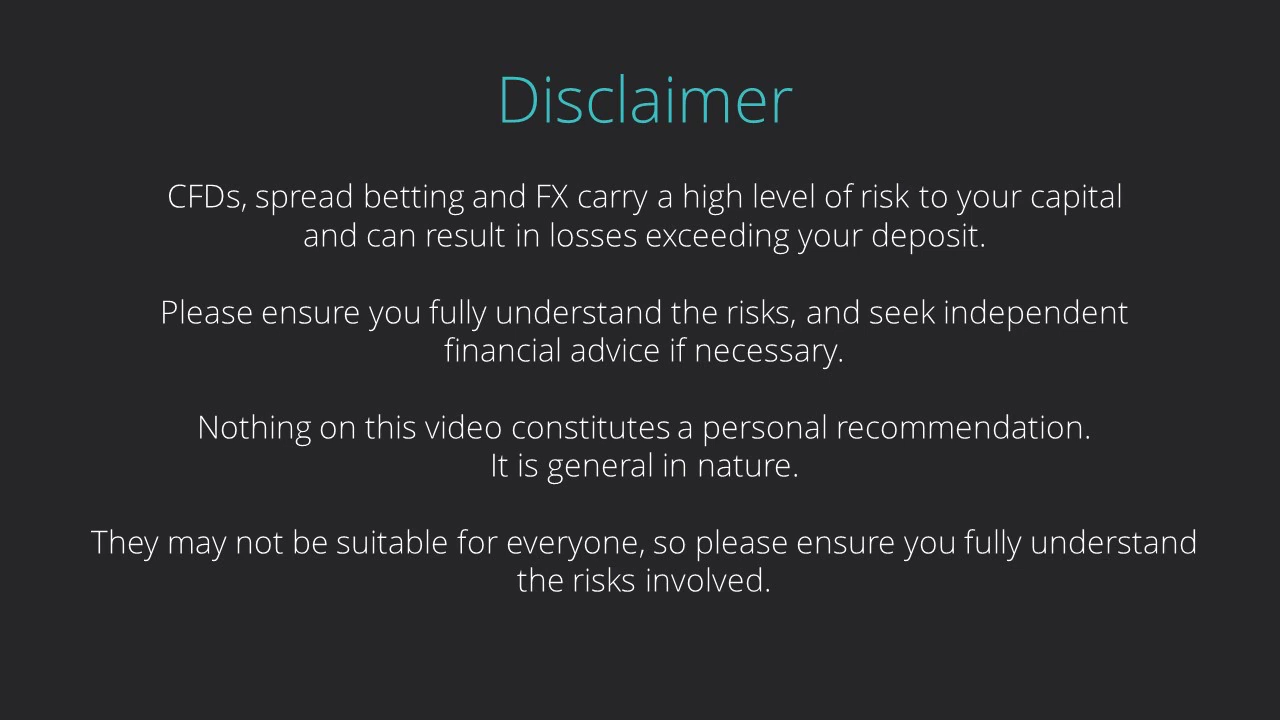 Disclaimer
CFDs, spread betting and FX carry a high level of risk to your capital
and can result in losses exceeding your deposit.
Please ensure you fully understand the risks, and seek independent
financial advice if necessary.
Nothing on this video constitutes a personal recommendation.
It is general in nature.
They may not be suitable for everyone, so please ensure you fully understand
the risks involved.